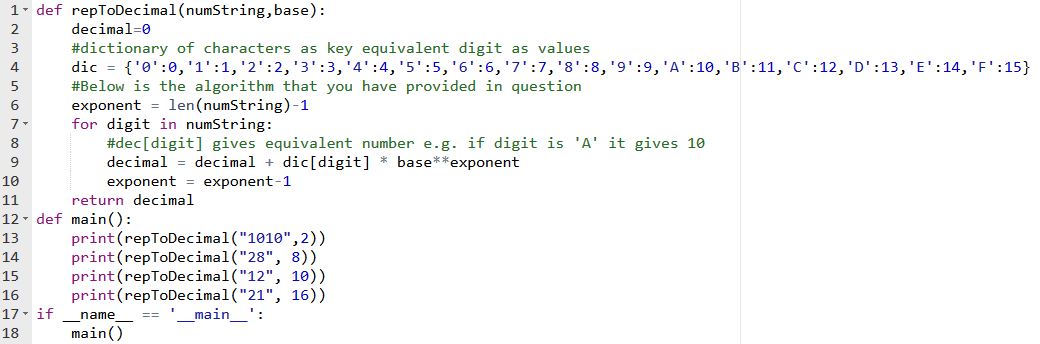 1 def repToDecimal(numString,base):
2     decimal=0
3     #dictionary of characters as key equivalent digit as values
4     dic = {'0':0,'1':1,'2':2,'3':3,'4':4,'5':5,'6':6,'7':7,'8':8,'9':9,'A':10,'B':11,'C':12,'D':13,'E':14,'F':15}
5     #Below is the algorithm that you have provided in question
6     exponent = len(numString)-1
7     for digit in numString:
8         #dec[digit] gives equivalent number e.g. if digit is 'A' it gives 10
9         decimal = decimal + dic[digit] * base**exponent
10         exponent = exponent-1
11     return decimal
12 def main():
13     print(repToDecimal("1010",2))
14     print(repToDecimal("28", 8))
15     print(repToDecimal("12", 10))
16     print(repToDecimal("21", 16))
17 if __name__ == '__main__':
18     main()